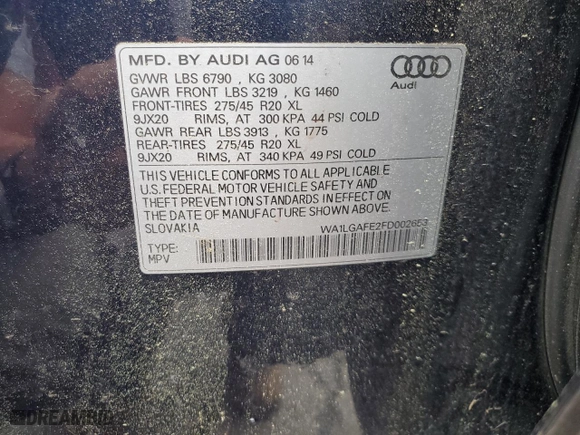 MFD. BY AUDI AG 06 14
GVWR LBS 6790 , KG 3080
GAWR FRONT LBS 3219 , KG 1460
FRONT-TIRES 275/45 R20 XL
9JX20 RIMS, AT 300 KPA 44 PSI COLD
GAWR REAR LBS 3913 , KG 1775
REAR-TIRES 275/45 R20 XL
9JX20 RIMS, AT 340 KPA 49 PSI COLD
Audi
THIS VEHICLE CONFORMS TO ALL APPLICABLE
U.S. FEDERAL MOTOR VEHICLE SAFETY AND
THEFT PREVENTION STANDARDS IN EFFECT ON
THE DATE OF MANUFACTURE SHOWN ABOVE.
SLOVAKIA WA1LGAFE2FD002653
TYPE:
MPV
DREAMBID